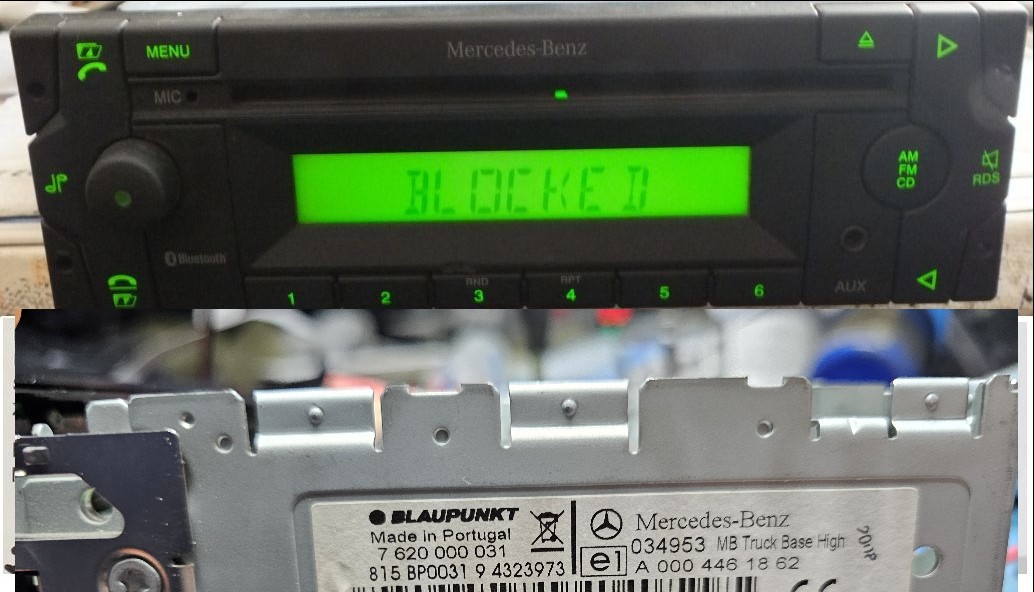 MENU
Mercedes-Benz
MIC
BLOCKED
AM
FM
CD
RDS
Bluetooth
RND
RPT
1
2
3
4
5
6
AUX
BLAUPUNKT
Made in Portugal
7 620 000 031
815 BP0031 9 4323973
Mercedes-Benz
e1 034953 MB Truck Base High
A 000 446 18 62
CE